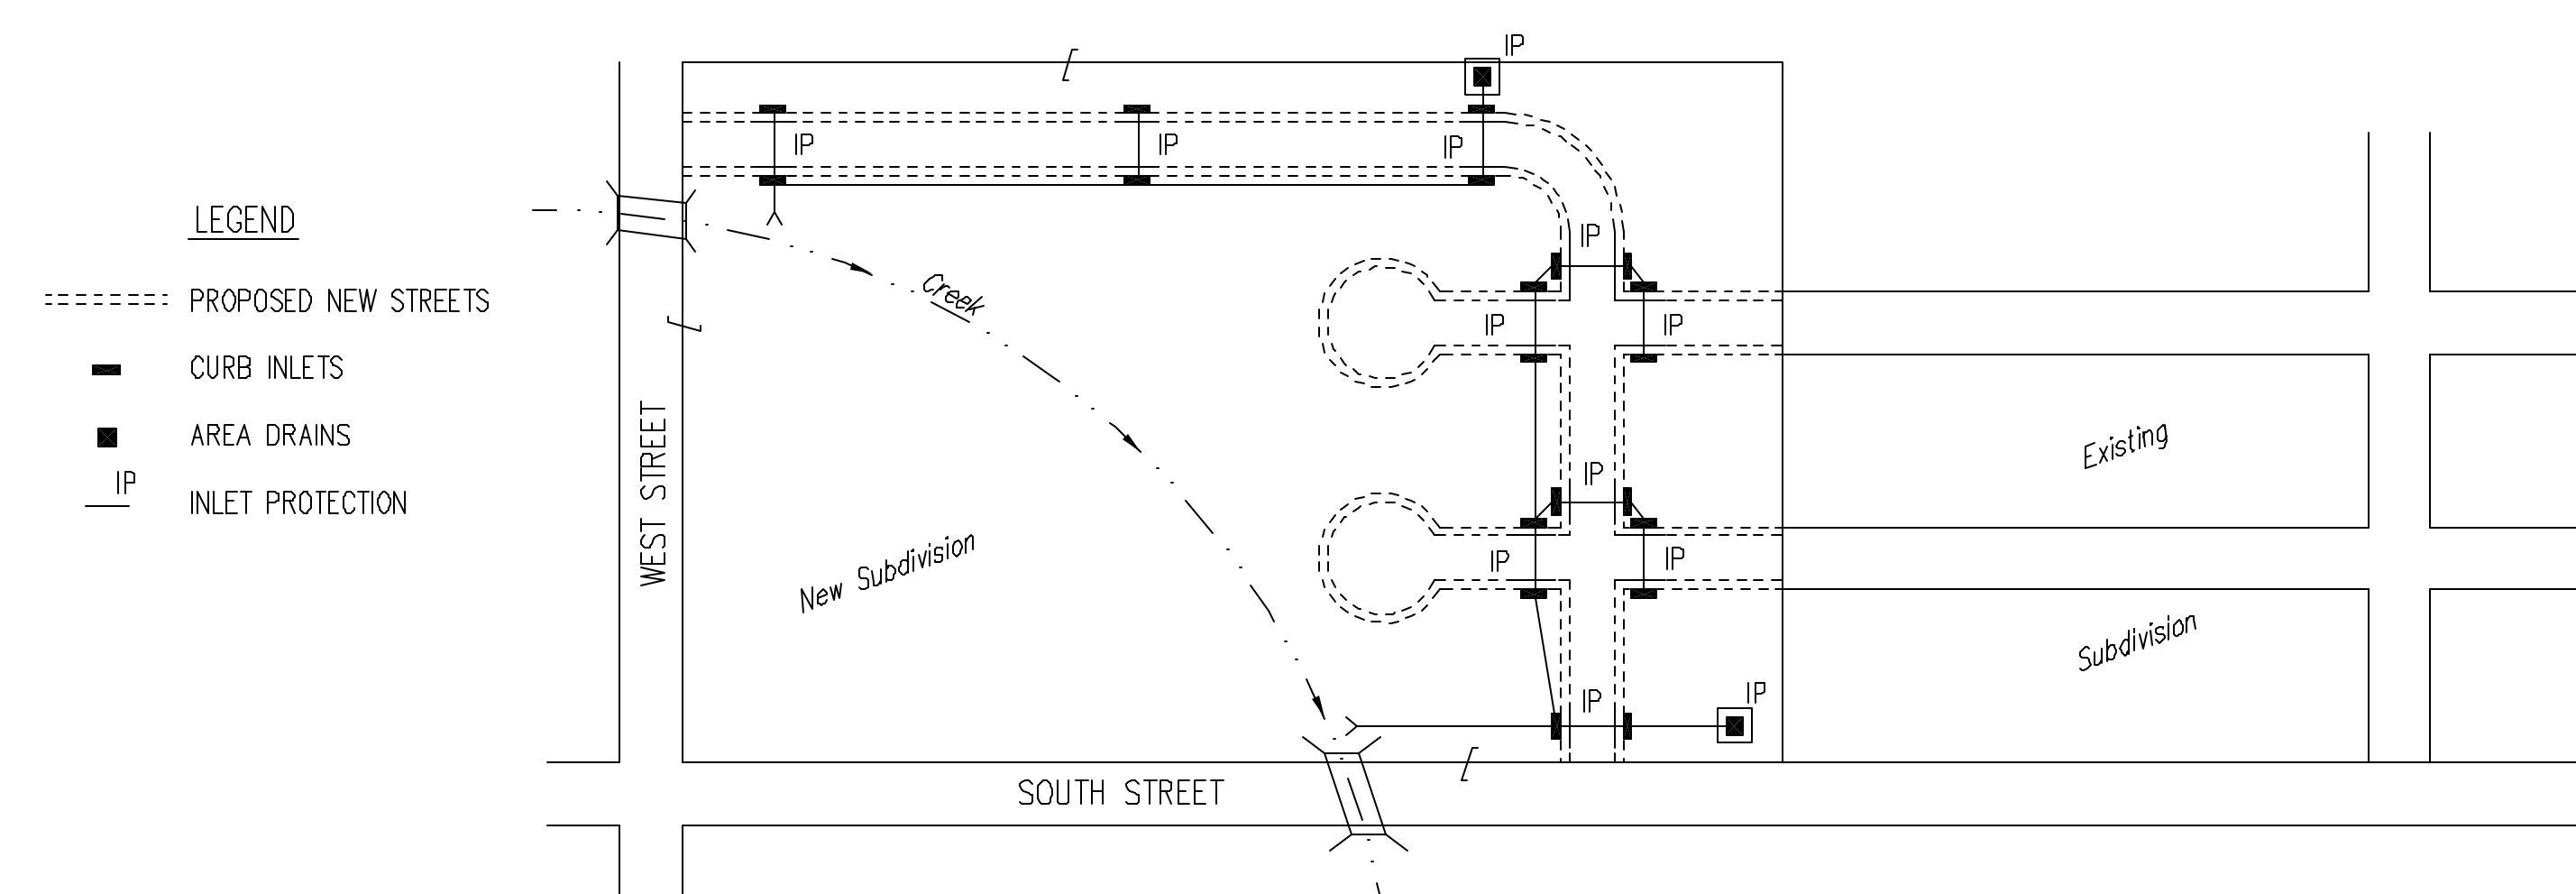 LEGEND
PROPOSED NEW STREETS
CURB INLETS
AREA DRAINS
IP
INLET PROTECTION
WEST STREET
IP
IP
IP
IP
IP
IP
IP
Creek
Existing
IP
IP
IP
New Subdivision
Subdivision
IP
IP
SOUTH STREET